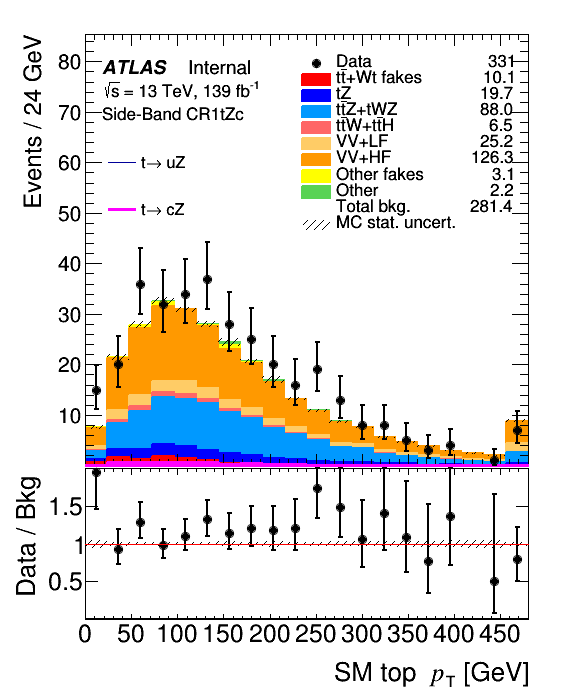 Events / 24 GeV
80
70
60
50
40
30
20
10
ATLAS Internal
√s = 13 TeV, 139 fb⁻¹
Side-Band CR1tZc
t→ uZ
t→ cZ
Data 331
tt̄+Wt fakes 10.1
tZ 19.7
tt̄Z+tWZ 88.0
tt̄W+tt̄H 6.5
VV+LF 25.2
VV+HF 126.3
Other fakes 3.1
Other 2.2
Total bkg. 281.4
MC stat. uncert.
Data / Bkg
1.5
1
0.5
0 50 100 150 200 250 300 350 400 450
SM top p_T [GeV]